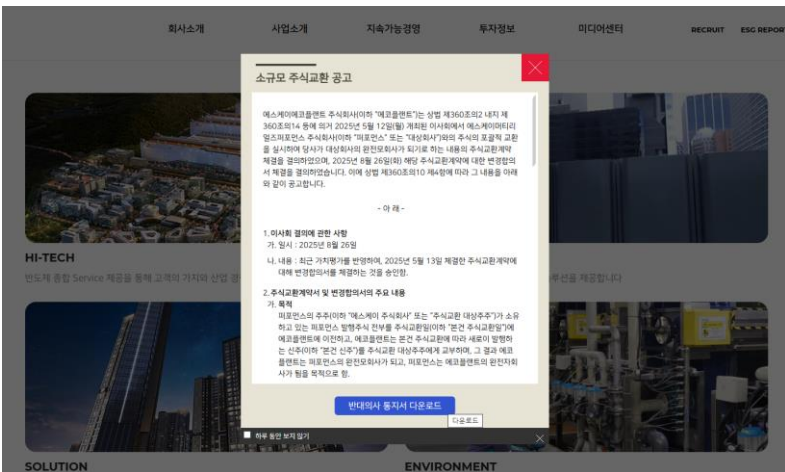 회사소개
사업소개
지속가능경영
투자정보
미디어센터
RECRUIT
ESG REPOR
소규모 주식교환 공고
에스케이에코플랜트 주식회사(이하 "에코플랜트")는 상법 제360조의2 내지 제
360조의14 등에 의거 2025년 5월 12일(월) 개최된 이사회에서 에스케이머티리
얼즈퍼포먼스 주식회사(이하 "퍼포먼스" 또는 "대상회사")와의 주식의 포괄적 교환
을 실시하여 당사가 대상회사의 완전모회사가 되기로 하는 내용의 주식교환계약
체결을 결의하였으며, 2025년 8월 26일(화) 해당 주식교환계약에 대한 변경합의
서 체결을 결의하였습니다. 이에 상법 제360조의10 제4항에 따라 그 내용을 아래
와 같이 공고합니다.
- 아 래 -
1. 이사회 결의에 관한 사항
가. 일시 : 2025년 8월 26일
나. 내용 : 최근 가치평가를 반영하여, 2025년 5월 13일 체결한 주식교환계약에
대해 변경합의서를 체결하는 것을 승인함.
2. 주식교환계약서 및 변경합의서의 주요 내용
가. 목적
퍼포먼스의 주주(이하 "에스케이 주식회사" 또는 "주식교환 대상주주")가 소유
하고 있는 퍼포먼스 발행주식 전부를 주식교환일(이하 "본건 주식교환일")에
에코플랜트에 이전하고, 에코플랜트는 본건 주식교환에 따라 새로이 발행하
는 신주(이하 "본건 신주")를 주식교환 대상주주에게 교부하며, 그 결과 에코
플랜트는 퍼포먼스의 완전모회사가 되고, 퍼포먼스는 에코플랜트의 완전자회
사가 됨을 목적으로 함.
반대의사 통지서 다운로드
다운로드
하루 동안 보지 않기
HI-TECH
반도체 종합 Service 제공을 통해 고객의 가치와 산업 경
루션을 제공합니다
SOLUTION
ENVIRONMENT